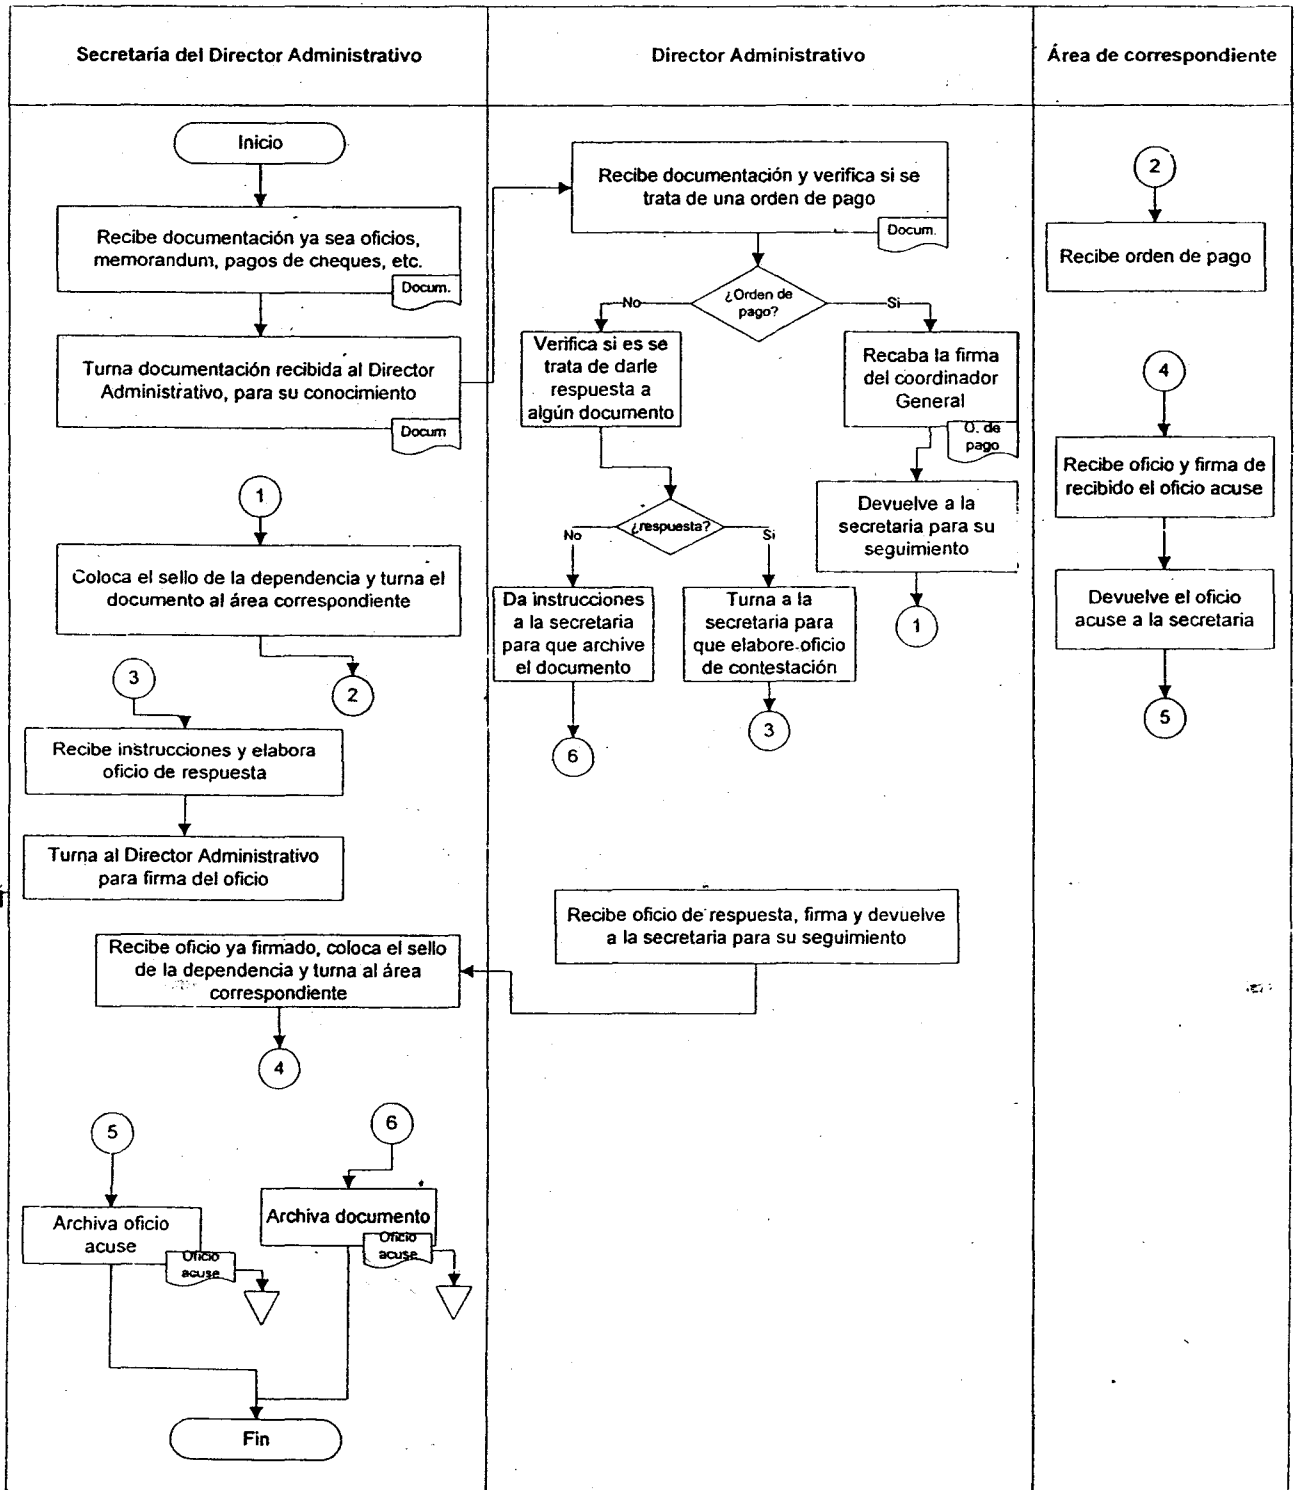 Secretaría del Director Administrativo
Director Administrativo
Área de correspondiente
Inicio
Recibe documentación ya sea oficios,
memorandum, pagos de cheques, etc.
Docum.
Turna documentación recibida al Director
Administrativo, para su conocimiento
Docum
1
Coloca el sello de la dependencia y turna el
documento al área correspondiente
2
3
Recibe instrucciones y elabora
oficio de respuesta
Turna al Director Administrativo
para firma del oficio
Recibe oficio ya firmado, coloca el sello
de la dependencia y turna al área
correspondiente
4
5
Archiva oficio
acuse
Oficio
acuse
6
Archiva documento
Oficio
acuse
Fin
Recibe documentación y verifica si se
trata de una orden de pago
Docum.
¿Orden de
pago?
No
Si
Verifica si es se
trata de darle
respuesta a
algún documento
Recaba la firma
del coordinador
General
O. de
pago
Devuelve a la
secretaria para su
seguimiento
1
¿respuesta?
No
Si
Da instrucciones
a la secretaria
para que archive
el documento
6
Turna a la
secretaria para
que elabore oficio
de contestación
3
Recibe oficio de respuesta, firma y devuelve
a la secretaria para su seguimiento
2
Recibe orden de pago
4
Recibe oficio y firma de
recibido el oficio acuse
Devuelve el oficio
acuse a la secretaria
5